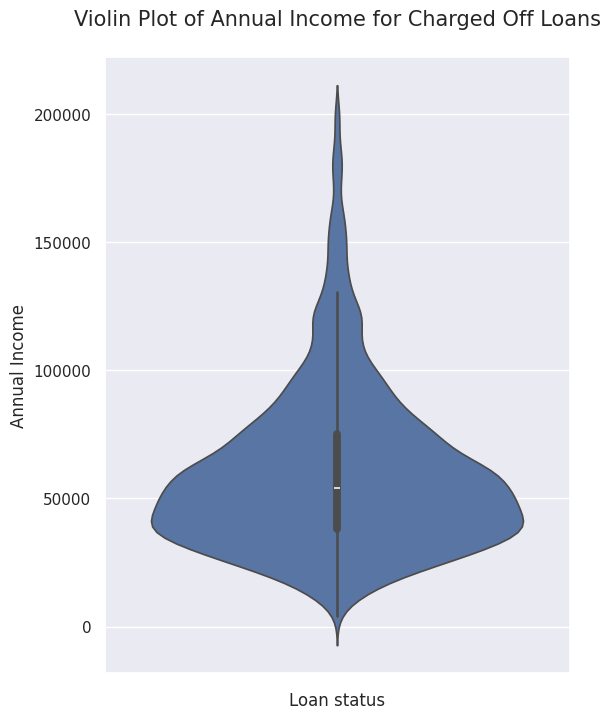 Violin Plot of Annual Income for Charged Off Loans
200000
150000
100000
50000
0
Annual Income
Loan status